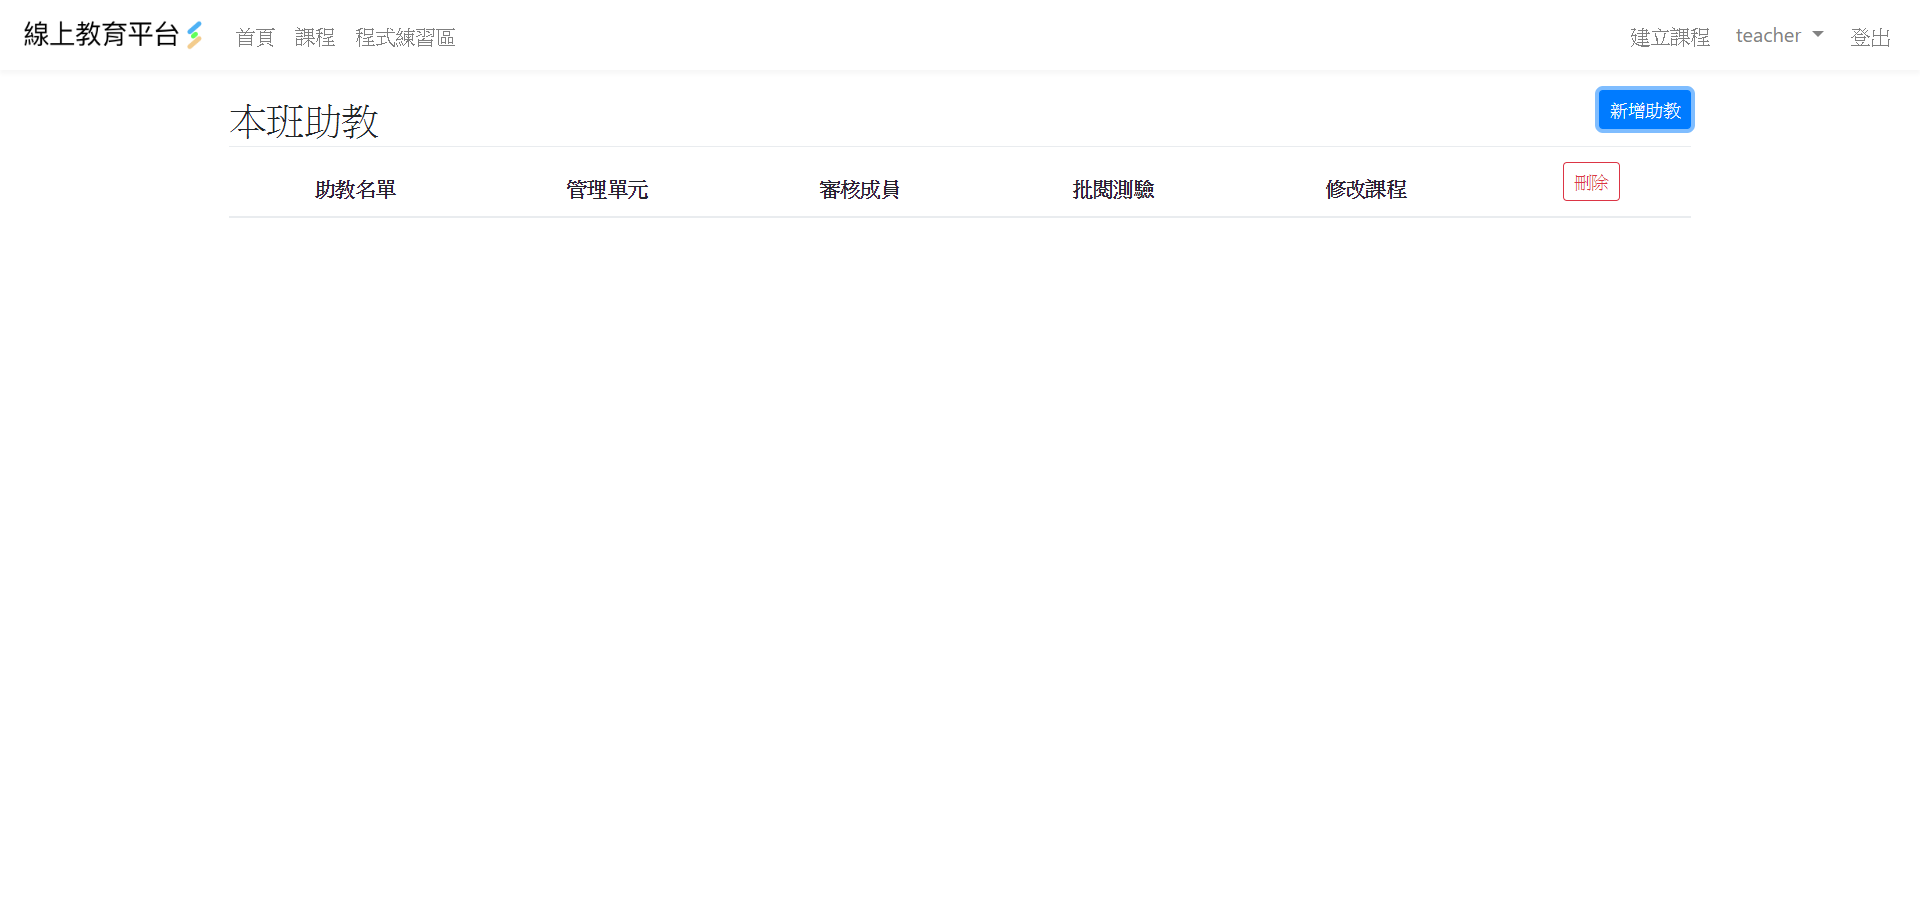 線上教育平台 首頁 課程 程式練習區 建立課程 teacher 登出
本班助教 新增助教
助教名單 管理單元 審核成員 批閱測驗 修改課程 刪除